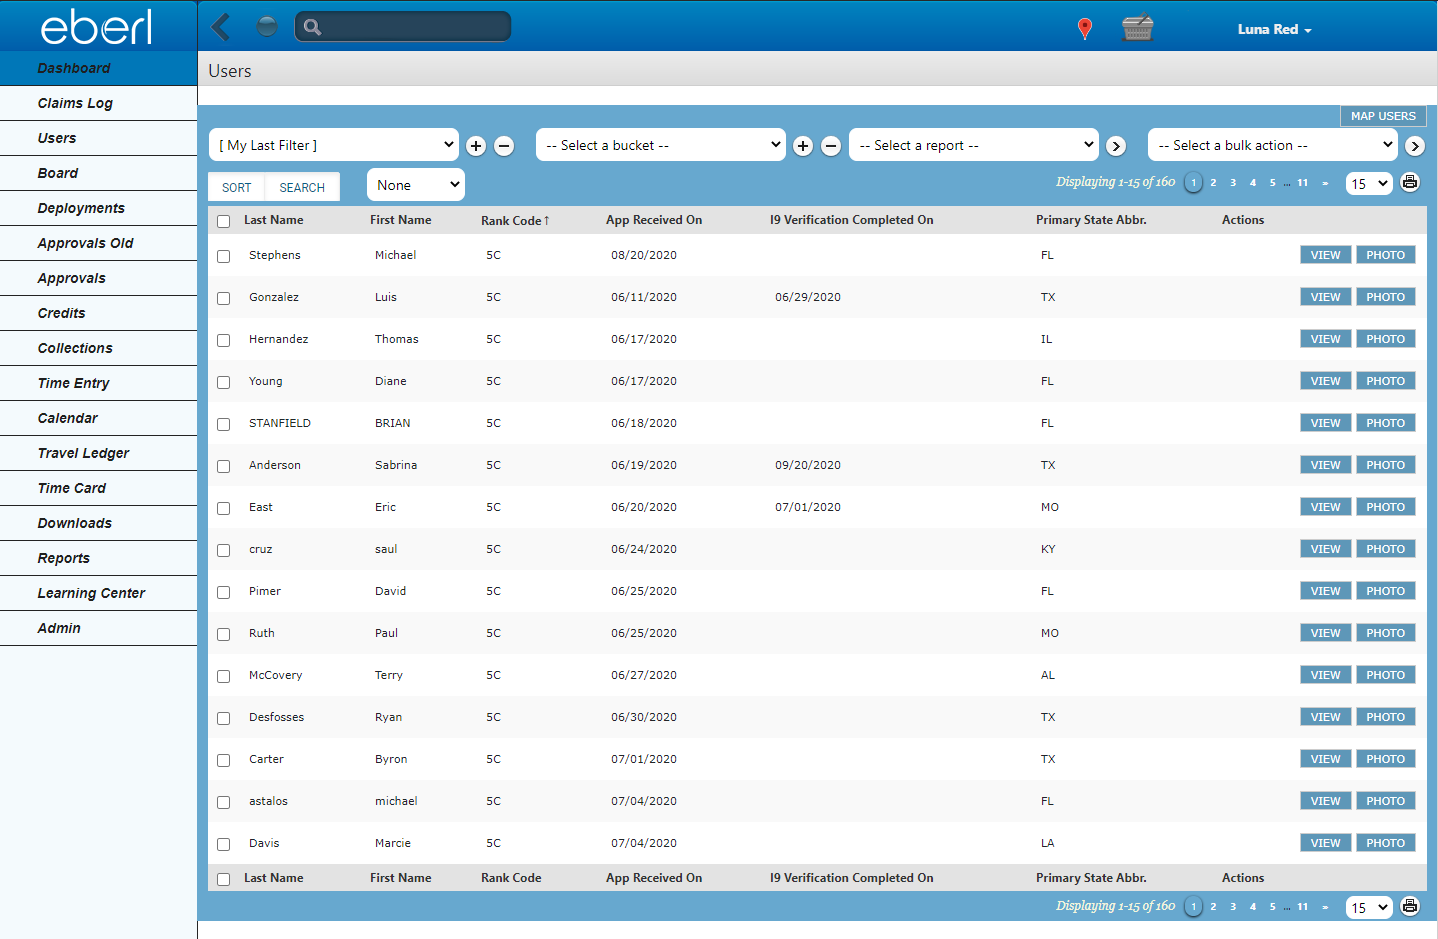 eberl
Luna Red
Dashboard
Claims Log
Users
Board
Deployments
Approvals Old
Approvals
Credits
Collections
Time Entry
Calendar
Travel Ledger
Time Card
Downloads
Reports
Learning Center
Admin
Users
MAP USERS
[ My Last Filter ] -- Select a bucket -- -- Select a report -- -- Select a bulk action --
SORT SEARCH None Displaying 1-15 of 160 1 2 3 4 5 ... 11 » 15
Last Name First Name Rank Code↑ App Received On I9 Verification Completed On Primary State Abbr. Actions
Stephens Michael 5C 08/20/2020 FL VIEW PHOTO
Gonzalez Luis 5C 06/11/2020 06/29/2020 TX VIEW PHOTO
Hernandez Thomas 5C 06/17/2020 IL VIEW PHOTO
Young Diane 5C 06/17/2020 FL VIEW PHOTO
STANFIELD BRIAN 5C 06/18/2020 FL VIEW PHOTO
Anderson Sabrina 5C 06/19/2020 09/20/2020 TX VIEW PHOTO
East Eric 5C 06/20/2020 07/01/2020 MO VIEW PHOTO
cruz saul 5C 06/24/2020 KY VIEW PHOTO
Pimer David 5C 06/25/2020 FL VIEW PHOTO
Ruth Paul 5C 06/25/2020 MO VIEW PHOTO
McCovery Terry 5C 06/27/2020 AL VIEW PHOTO
Desfosses Ryan 5C 06/30/2020 TX VIEW PHOTO
Carter Byron 5C 07/01/2020 TX VIEW PHOTO
astalos michael 5C 07/04/2020 FL VIEW PHOTO
Davis Marcie 5C 07/04/2020 LA VIEW PHOTO
Last Name First Name Rank Code App Received On I9 Verification Completed On Primary State Abbr. Actions
Displaying 1-15 of 160 1 2 3 4 5 ... 11 » 15